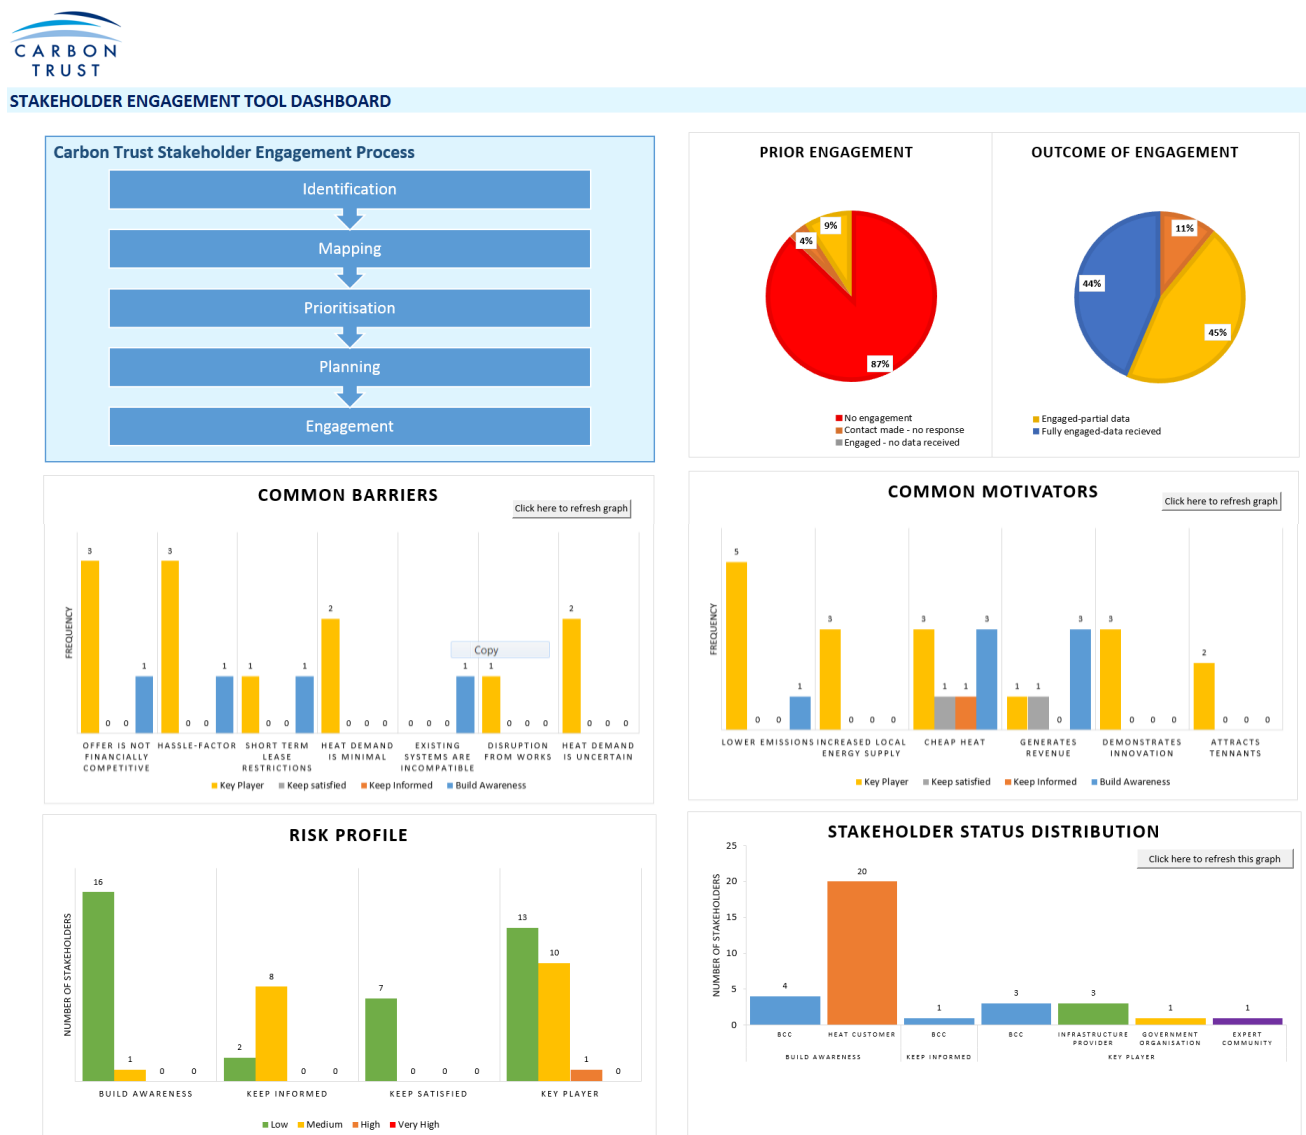 CARBON
TRUST
STAKEHOLDER ENGAGEMENT TOOL DASHBOARD
Carbon Trust Stakeholder Engagement Process
Identification
Mapping
Prioritisation
Planning
Engagement
PRIOR ENGAGEMENT
9%
4%
87%
No engagement
Contact made - no response
Engaged - no data received
OUTCOME OF ENGAGEMENT
11%
44%
45%
Engaged-partial data
Fully engaged-data recieved
COMMON BARRIERS
Click here to refresh graph
FREQUENCY
3 0 0 1 3 0 0 1 1 0 0 1 2 0 0 0 0 0 0 1 1 0 0 0 2 0 0 0
Copy
OFFER IS NOT
FINANCIALLY
COMPETITIVE
HASSLE-FACTOR
SHORT TERM
LEASE
RESTRICTIONS
HEAT DEMAND
IS MINIMAL
EXISTING
SYSTEMS ARE
INCOMPATIBLE
DISRUPTION
FROM WORKS
HEAT DEMAND
IS UNCERTAIN
Key Player Keep satisfied Keep Informed Build Awareness
COMMON MOTIVATORS
Click here to refresh graph
FREQUENCY
5 0 0 1 3 0 0 0 3 1 1 3 1 1 0 3 3 0 0 0 2 0 0 0
LOWER EMISSIONS
INCREASED LOCAL
ENERGY SUPPLY
CHEAP HEAT
GENERATES
REVENUE
DEMONSTRATES
INNOVATION
ATTRACTS
TENNANTS
Key Player Keep satisfied Keep Informed Build Awareness
RISK PROFILE
NUMBER OF STAKEHOLDERS
16 1 0 0 2 8 0 0 7 0 0 0 13 10 1 0
BUILD AWARENESS KEEP INFORMED KEEP SATISFIED KEY PLAYER
Low Medium High Very High
STAKEHOLDER STATUS DISTRIBUTION
Click here to refresh this graph
NUMBER OF STAKEHOLDERS
25
20
15
10
5
0
4 20 1 3 3 1 1
BCC
HEAT CUSTOMER
BCC
BCC
INFRASTRUCTURE
PROVIDER
GOVERNMENT
ORGANISATION
EXPERT
COMMUNITY
BUILD AWARENESS KEEP INFORMED KEY PLAYER